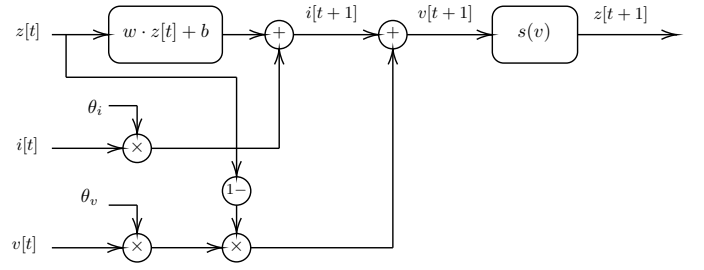 z[t] w · z[t] + b + i[t + 1] + v[t + 1] s(v) z[t + 1]
θ_i
i[t] ×
1−
θ_v
v[t] × ×